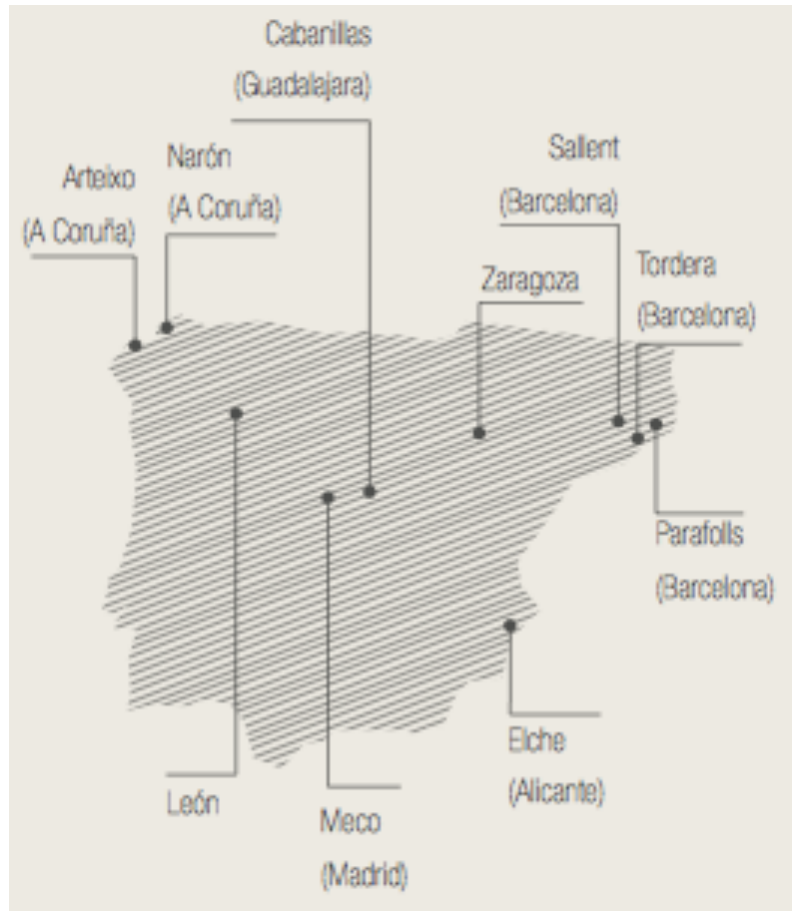 Cabanillas
(Guadalajara)
Arteixo
(A Coruña)
Narón
(A Coruña)
Sallent
(Barcelona)
Zaragoza
Tordera
(Barcelona)
Parafolls
(Barcelona)
Elche
(Alicante)
León
Meco
(Madrid)